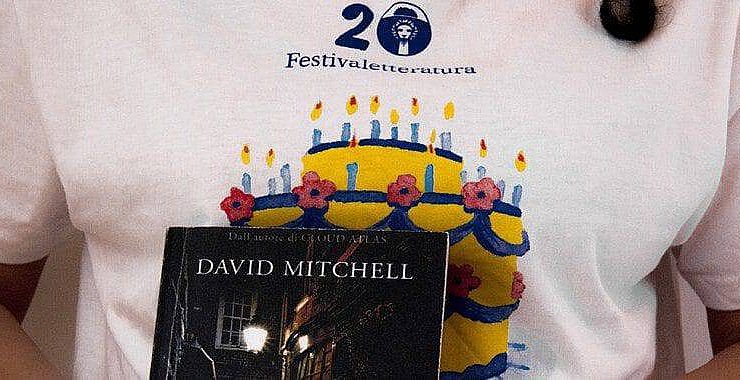 20
Festivaletteratura
Dall'autore di CLOUD ATLAS
DAVID MITCHELL